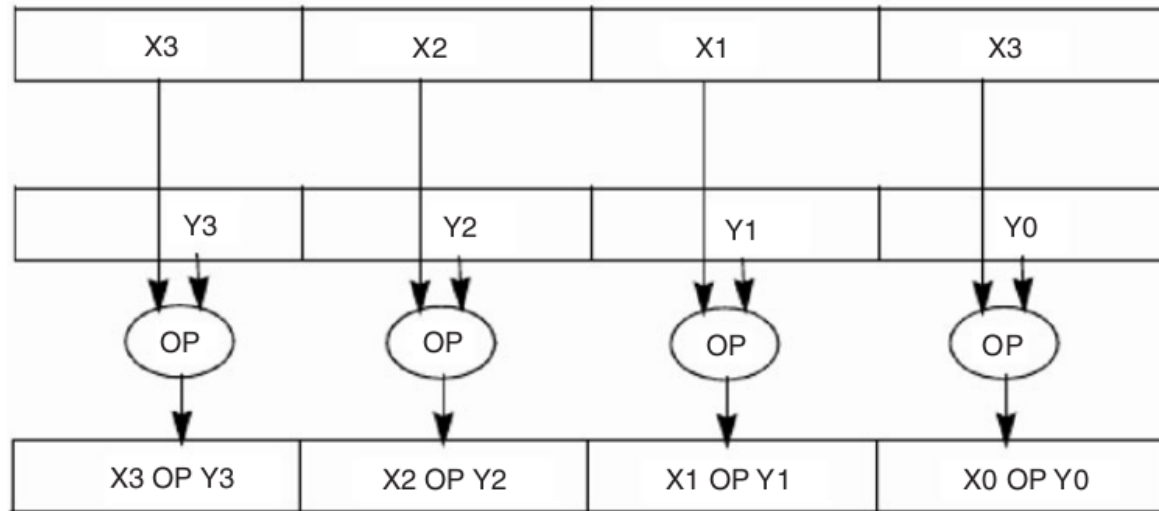 X3 X2 X1 X3
Y3 Y2 Y1 Y0
OP OP OP OP
X3 OP Y3 X2 OP Y2 X1 OP Y1 X0 OP Y0